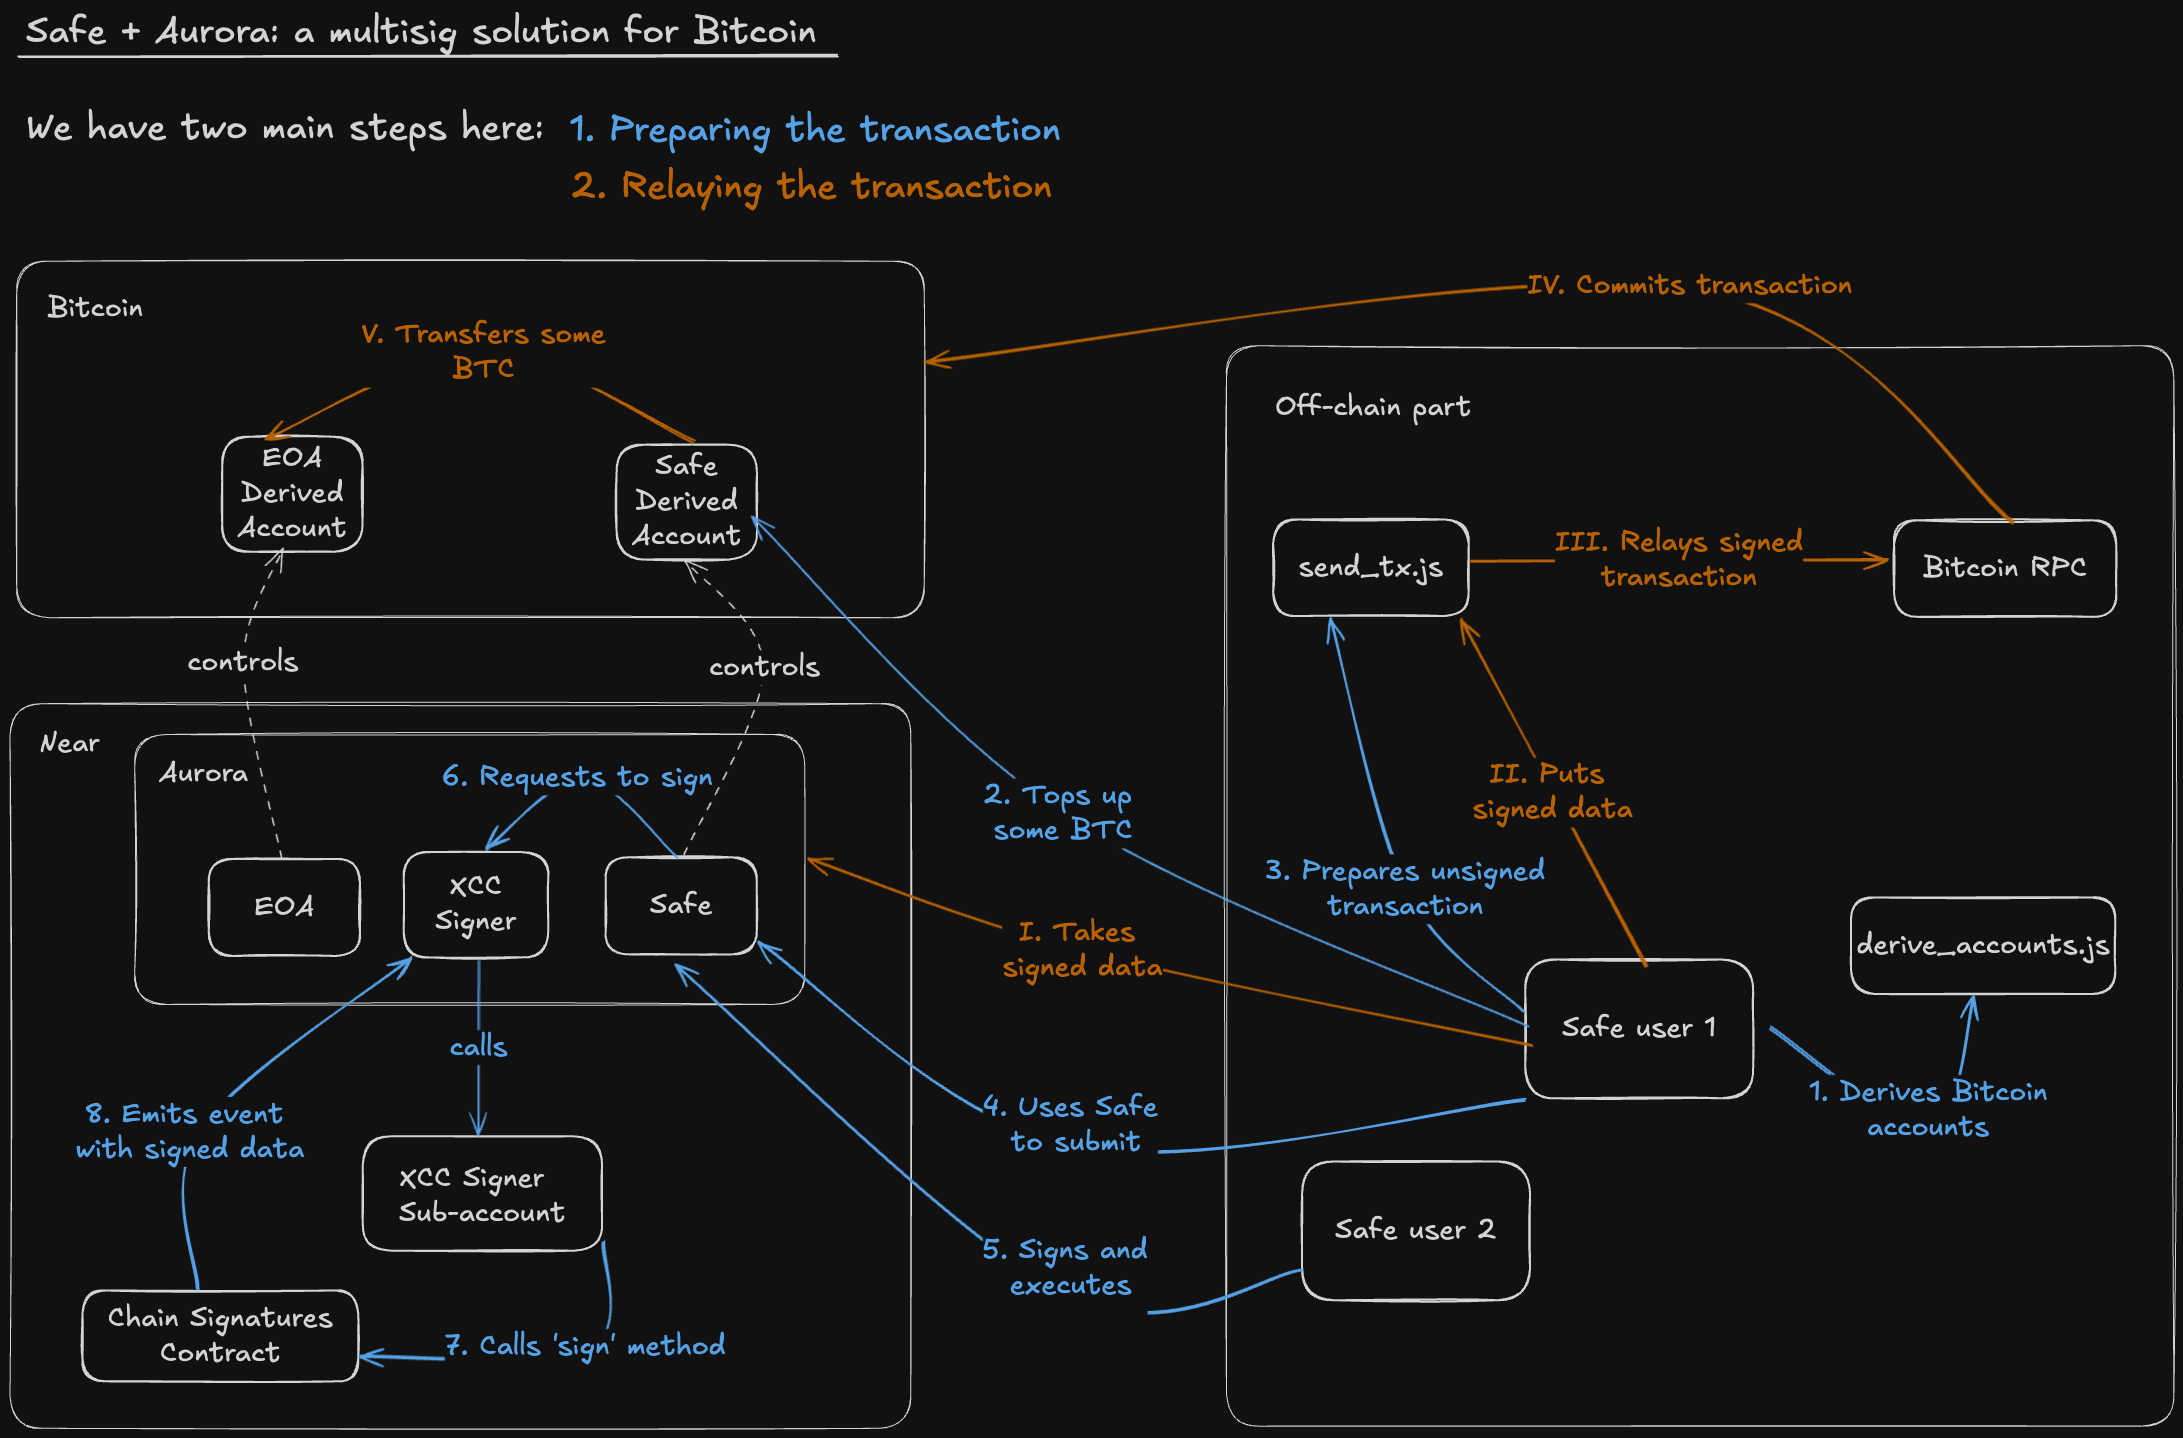 Safe + Aurora: a multisig solution for Bitcoin
We have two main steps here: 1. Preparing the transaction
2. Relaying the transaction
Bitcoin
V. Transfers some
BTC
EOA
Derived
Account
Safe
Derived
Account
controls
controls
Near
Aurora
6. Requests to sign
EOA
XCC
Signer
Safe
calls
8. Emits event
with signed data
XCC Signer
Sub-account
Chain Signatures
Contract
7. Calls 'sign' method
2. Tops up
some BTC
I. Takes
signed data
4. Uses Safe
to submit
5. Signs and
executes
IV. Commits transaction
Off-chain part
send_tx.js
III. Relays signed
transaction
Bitcoin RPC
II. Puts
signed data
3. Prepares unsigned
transaction
derive_accounts.js
Safe user 1
1. Derives Bitcoin
accounts
Safe user 2